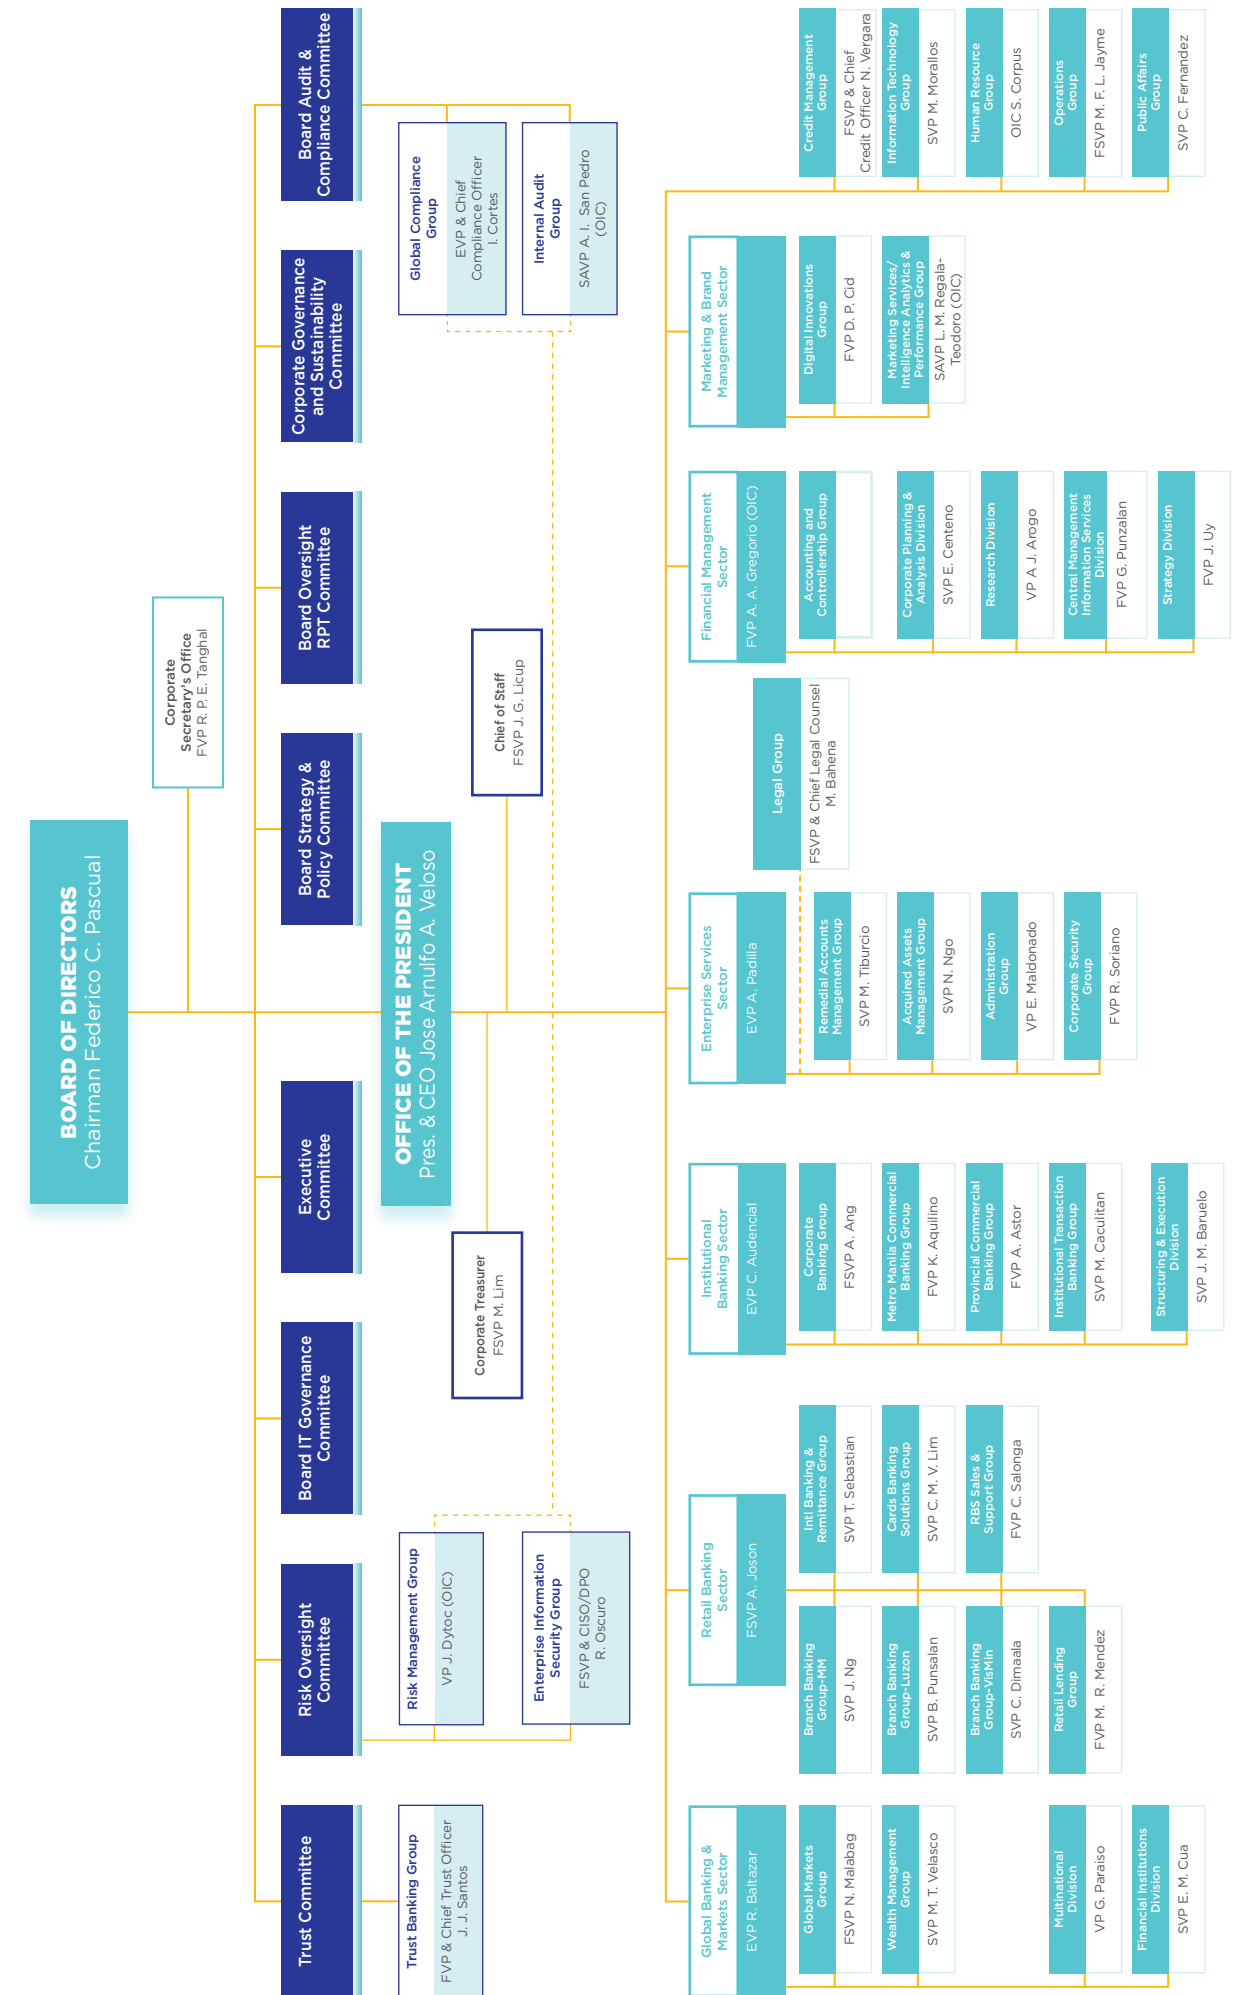 BOARD OF DIRECTORS
Chairman Federico C. Pascual
Corporate
Secretary's Office
FVP R. P. E. Tanghal
Trust Committee
Risk Oversight
Committee
Board IT Governance
Committee
Executive
Committee
Board Strategy &
Policy Committee
Board Oversight
RPT Committee
Corporate Governance
and Sustainability
Committee
Board Audit &
Compliance Committee
OFFICE OF THE PRESIDENT
Pres. & CEO Jose Arnulfo A. Veloso
Trust Banking Group
FVP & Chief Trust Officer
J. J. Santos
Risk Management Group
VP J. Dytoc (OIC)
Enterprise Information
Security Group
FSVP & CISO/DPO
R. Oscuro
Corporate Treasurer
FSVP M. Lim
Chief of Staff
FSVP J. G. Licup
Global Compliance
Group
EVP & Chief
Compliance Officer
I. Cortes
Internal Audit
Group
SAVP A. I. San Pedro
(OIC)
Global Banking &
Markets Sector
EVP R. Baltazar
Global Markets
Group
FSVP N. Malabag
Wealth Management
Group
SVP M. T. Velasco
Multinational
Division
VP G. Paraiso
Financial Institutions
Division
SVP E. M. Cua
Retail Banking
Sector
FSVP A. Joson
Branch Banking
Group-MM
SVP J. Ng
Branch Banking
Group-Luzon
SVP B. Punsalan
Branch Banking
Group-VisMin
SVP C. Dimaala
Retail Lending
Group
FVP M. R. Mendez
Intl Banking &
Remittance Group
SVP T. Sebastian
Cards Banking
Solutions Group
SVP C. M. V. Lim
RBS Sales &
Support Group
FVP C. Salonga
Institutional
Banking Sector
EVP C. Audencial
Corporate
Banking Group
FSVP A. Ang
Metro Manila Commercial
Banking Group
FVP K. Aquilino
Provincial Commercial
Banking Group
FVP A. Astor
Institutional Transaction
Banking Group
SVP M. Caculitan
Structuring & Execution
Division
SVP J. M. Baruelo
Enterprise Services
Sector
EVP A. Padilla
Remedial Accounts
Management Group
SVP M. Tiburcio
Acquired Assets
Management Group
SVP N. Ngo
Administration
Group
VP E. Maldonado
Corporate Security
Group
FVP R. Soriano
Legal Group
FSVP & Chief Legal Counsel
M. Bahena
Financial Management
Sector
FVP A. A. Gregorio (OIC)
Accounting and
Controllership Group
Corporate Planning &
Analysis Division
SVP E. Centeno
Research Division
VP A J. Arogo
Central Management
Information Services
Division
FVP G. Punzalan
Strategy Division
FVP J. Uy
Marketing & Brand
Management Sector
Digital Innovations
Group
FVP D. P. Cid
Marketing Services/
Intelligence Analytics &
Performance Group
SAVP L. M. Regala-
Teodoro (OIC)
Credit Management
Group
FSVP & Chief
Credit Officer N. Vergara
Information Technology
Group
SVP M. Morallos
Human Resource
Group
OIC S. Corpus
Operations
Group
FSVP M. F. L. Jayme
Public Affairs
Group
SVP C. Fernandez